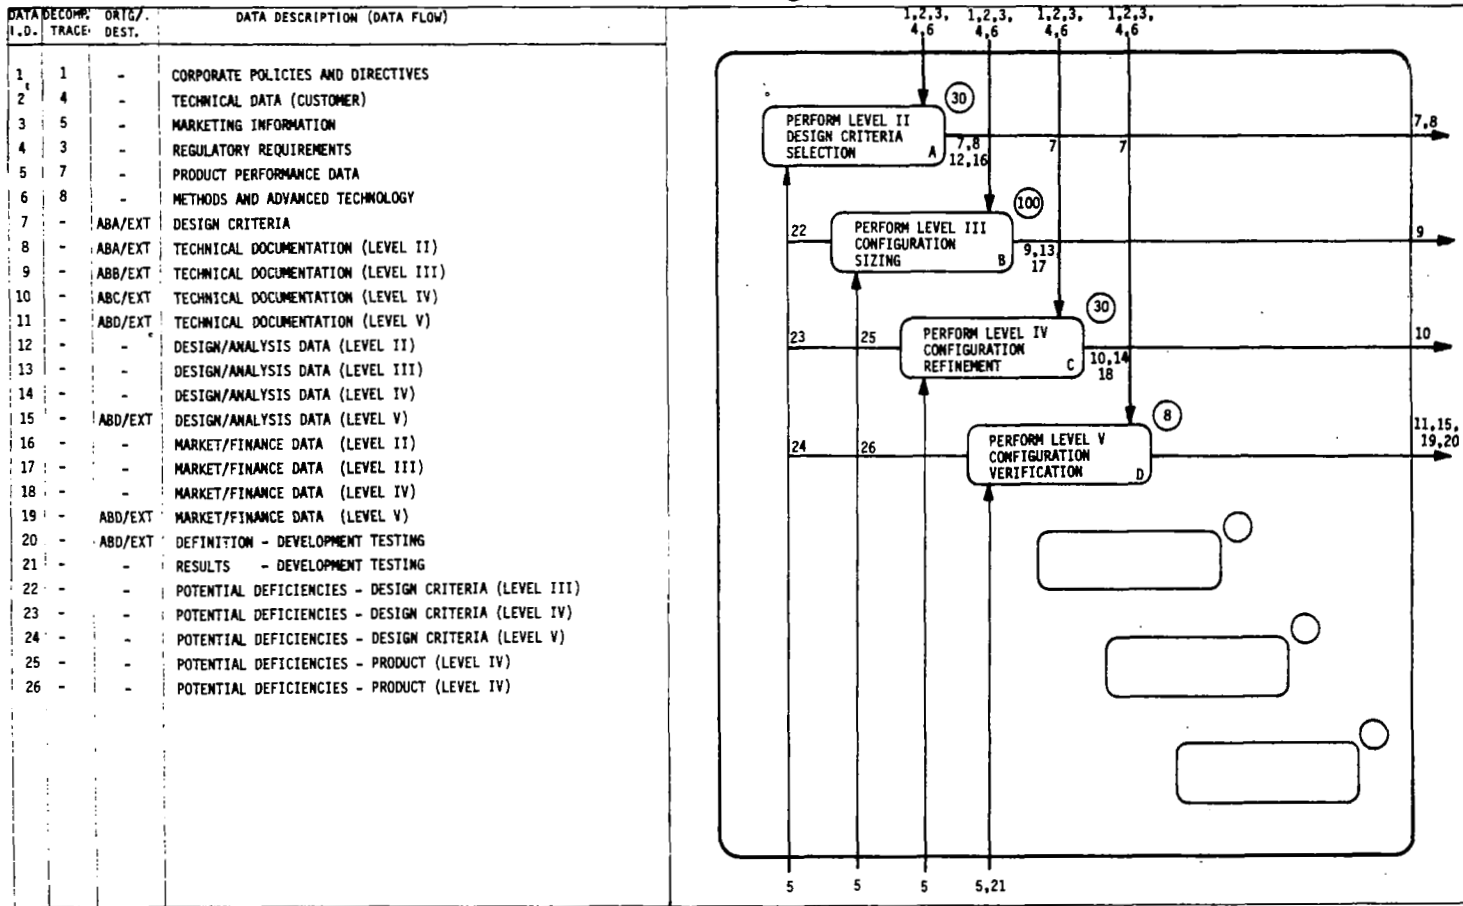 DATA I.D. DECOMP. TRACE ORIG/. DEST. DATA DESCRIPTION (DATA FLOW)
1 1 - CORPORATE POLICIES AND DIRECTIVES
2 4 - TECHNICAL DATA (CUSTOMER)
3 5 - MARKETING INFORMATION
4 3 - REGULATORY REQUIREMENTS
5 7 - PRODUCT PERFORMANCE DATA
6 8 - METHODS AND ADVANCED TECHNOLOGY
7 - ABA/EXT DESIGN CRITERIA
8 - ABA/EXT TECHNICAL DOCUMENTATION (LEVEL II)
9 - ABB/EXT TECHNICAL DOCUMENTATION (LEVEL III)
10 - ABC/EXT TECHNICAL DOCUMENTATION (LEVEL IV)
11 - ABD/EXT TECHNICAL DOCUMENTATION (LEVEL V)
12 - - DESIGN/ANALYSIS DATA (LEVEL II)
13 - - DESIGN/ANALYSIS DATA (LEVEL III)
14 - - DESIGN/ANALYSIS DATA (LEVEL IV)
15 - ABD/EXT DESIGN/ANALYSIS DATA (LEVEL V)
16 - - MARKET/FINANCE DATA (LEVEL II)
17 - - MARKET/FINANCE DATA (LEVEL III)
18 - - MARKET/FINANCE DATA (LEVEL IV)
19 - ABD/EXT MARKET/FINANCE DATA (LEVEL V)
20 - ABD/EXT DEFINITION - DEVELOPMENT TESTING
21 - - RESULTS - DEVELOPMENT TESTING
22 - - POTENTIAL DEFICIENCIES - DESIGN CRITERIA (LEVEL III)
23 - - POTENTIAL DEFICIENCIES - DESIGN CRITERIA (LEVEL IV)
24 - - POTENTIAL DEFICIENCIES - DESIGN CRITERIA (LEVEL V)
25 - - POTENTIAL DEFICIENCIES - PRODUCT (LEVEL IV)
26 - - POTENTIAL DEFICIENCIES - PRODUCT (LEVEL IV)
1,2,3, 1,2,3, 1,2,3, 1,2,3,
4,6 4,6 4,6 4,6
30
PERFORM LEVEL II
DESIGN CRITERIA
SELECTION A
7,8
12,16
7
7
7,8
100
22
PERFORM LEVEL III
CONFIGURATION
SIZING B
9,13
17
9
30
23
25
PERFORM LEVEL IV
CONFIGURATION
REFINEMENT C
10,14
18
10
8
24
26
PERFORM LEVEL V
CONFIGURATION
VERIFICATION D
11,15,
19,20
5 5 5 5,21